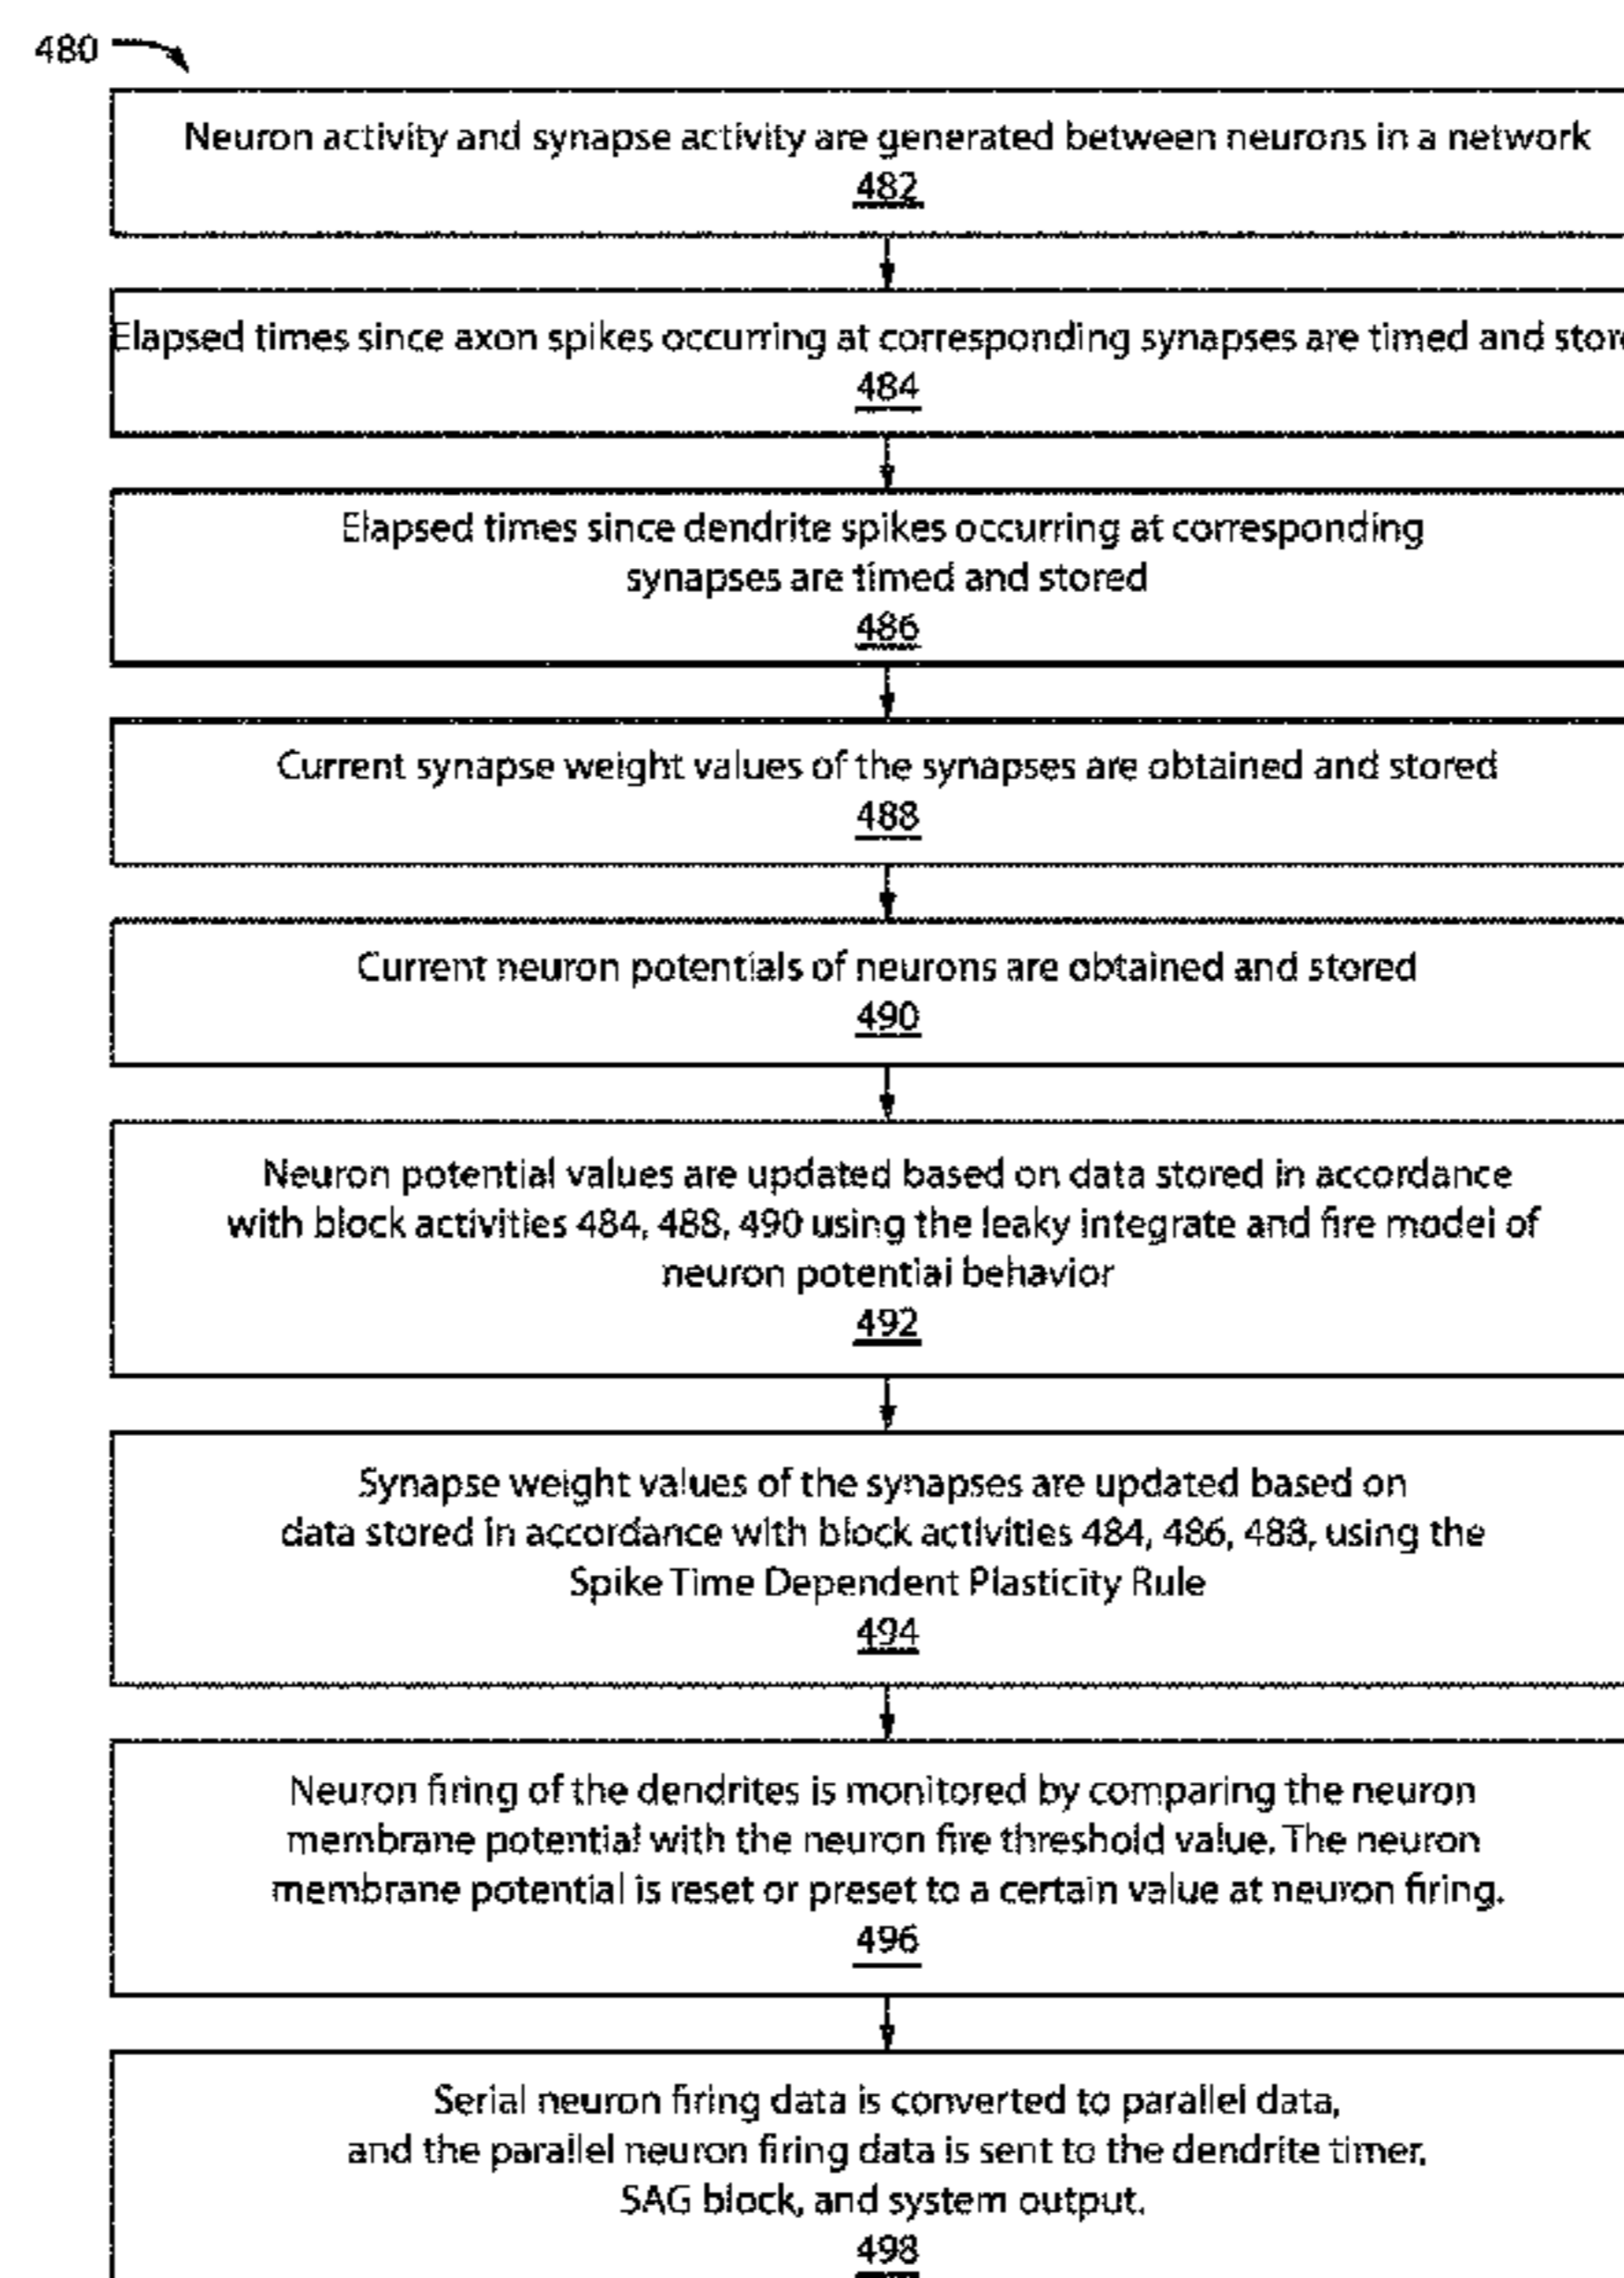 480
Neuron activity and synapse activity are generated between neurons in a network
482
Elapsed times since axon spikes occurring at corresponding synapses are timed and
484
Elapsed times since dendrite spikes occurring at corresponding
synapses are timed and stored
486
Current synapse weight values of the synapses are obtained and stored
488
Current neuron potentials of neurons are obtained and stored
490
Neuron potential values are updated based on data stored in accordance
with block activities 484, 488, 490 using the leaky integrate and fire model of
neuron potential behavior
492
Synapse weight values of the synapses are updated based on
data stored in accordance with block activities 484, 486, 488, using the
Spike Time Dependent Plasticity Rule
494
Neuron firing of the dendrites is monitored by comparing the neuron
membrane potential with the neuron fire threshold value. The neuron
membrane potential is reset or preset to a certain value at neuron firing.
496
Serial neuron firing data is converted to parallel data,
and the parallel neuron firing data is sent to the dendrite timer,
SAG block, and system output.
498